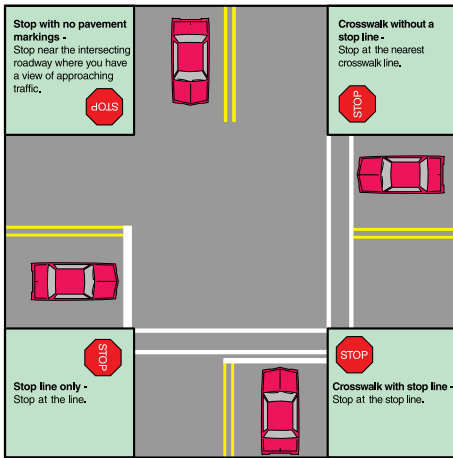 Stop with no pavement
markings -
Stop near the intersecting
roadway where you have
a view of approaching
traffic.
STOP
Crosswalk without a
stop line -
Stop at the nearest
crosswalk line.
STOP
STOP
Stop line only -
Stop at the line.
STOP
Crosswalk with stop line -
Stop at the stop line.